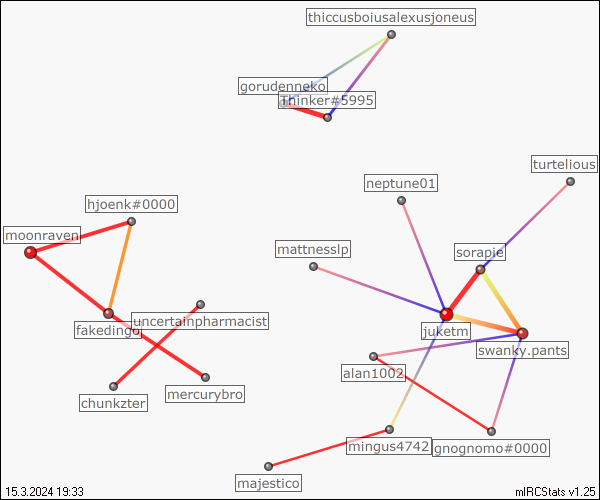 thiccusboiusalexusjoneus
gorudenneko
Thinker#5995
turtelious
neptune01
hjoenk#0000
moonraven
mattnesslp
sorapie
uncertainpharmacist
fakedingo
juketm
swanky.pants
alan1002
mercurybro
chunkzter
mingus4742
gnognomo#0000
majestico
15.3.2024 19:33
mIRCStats v1.25